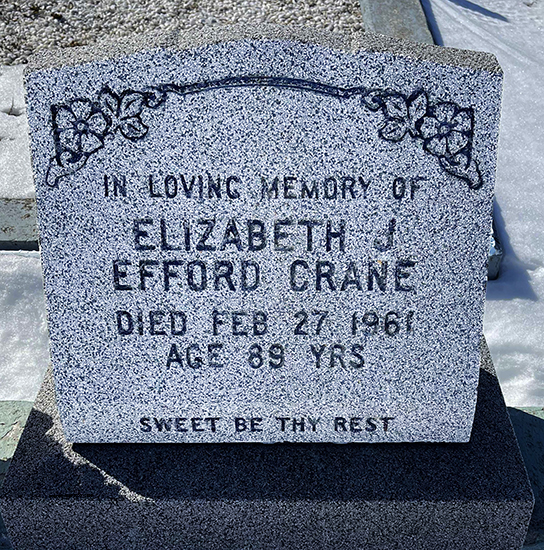 IN LOVING MEMORY OF
ELIZABETH J
EFFORD CRANE
DIED FEB 27 1961
AGE 89 YRS
SWEET BE THY REST